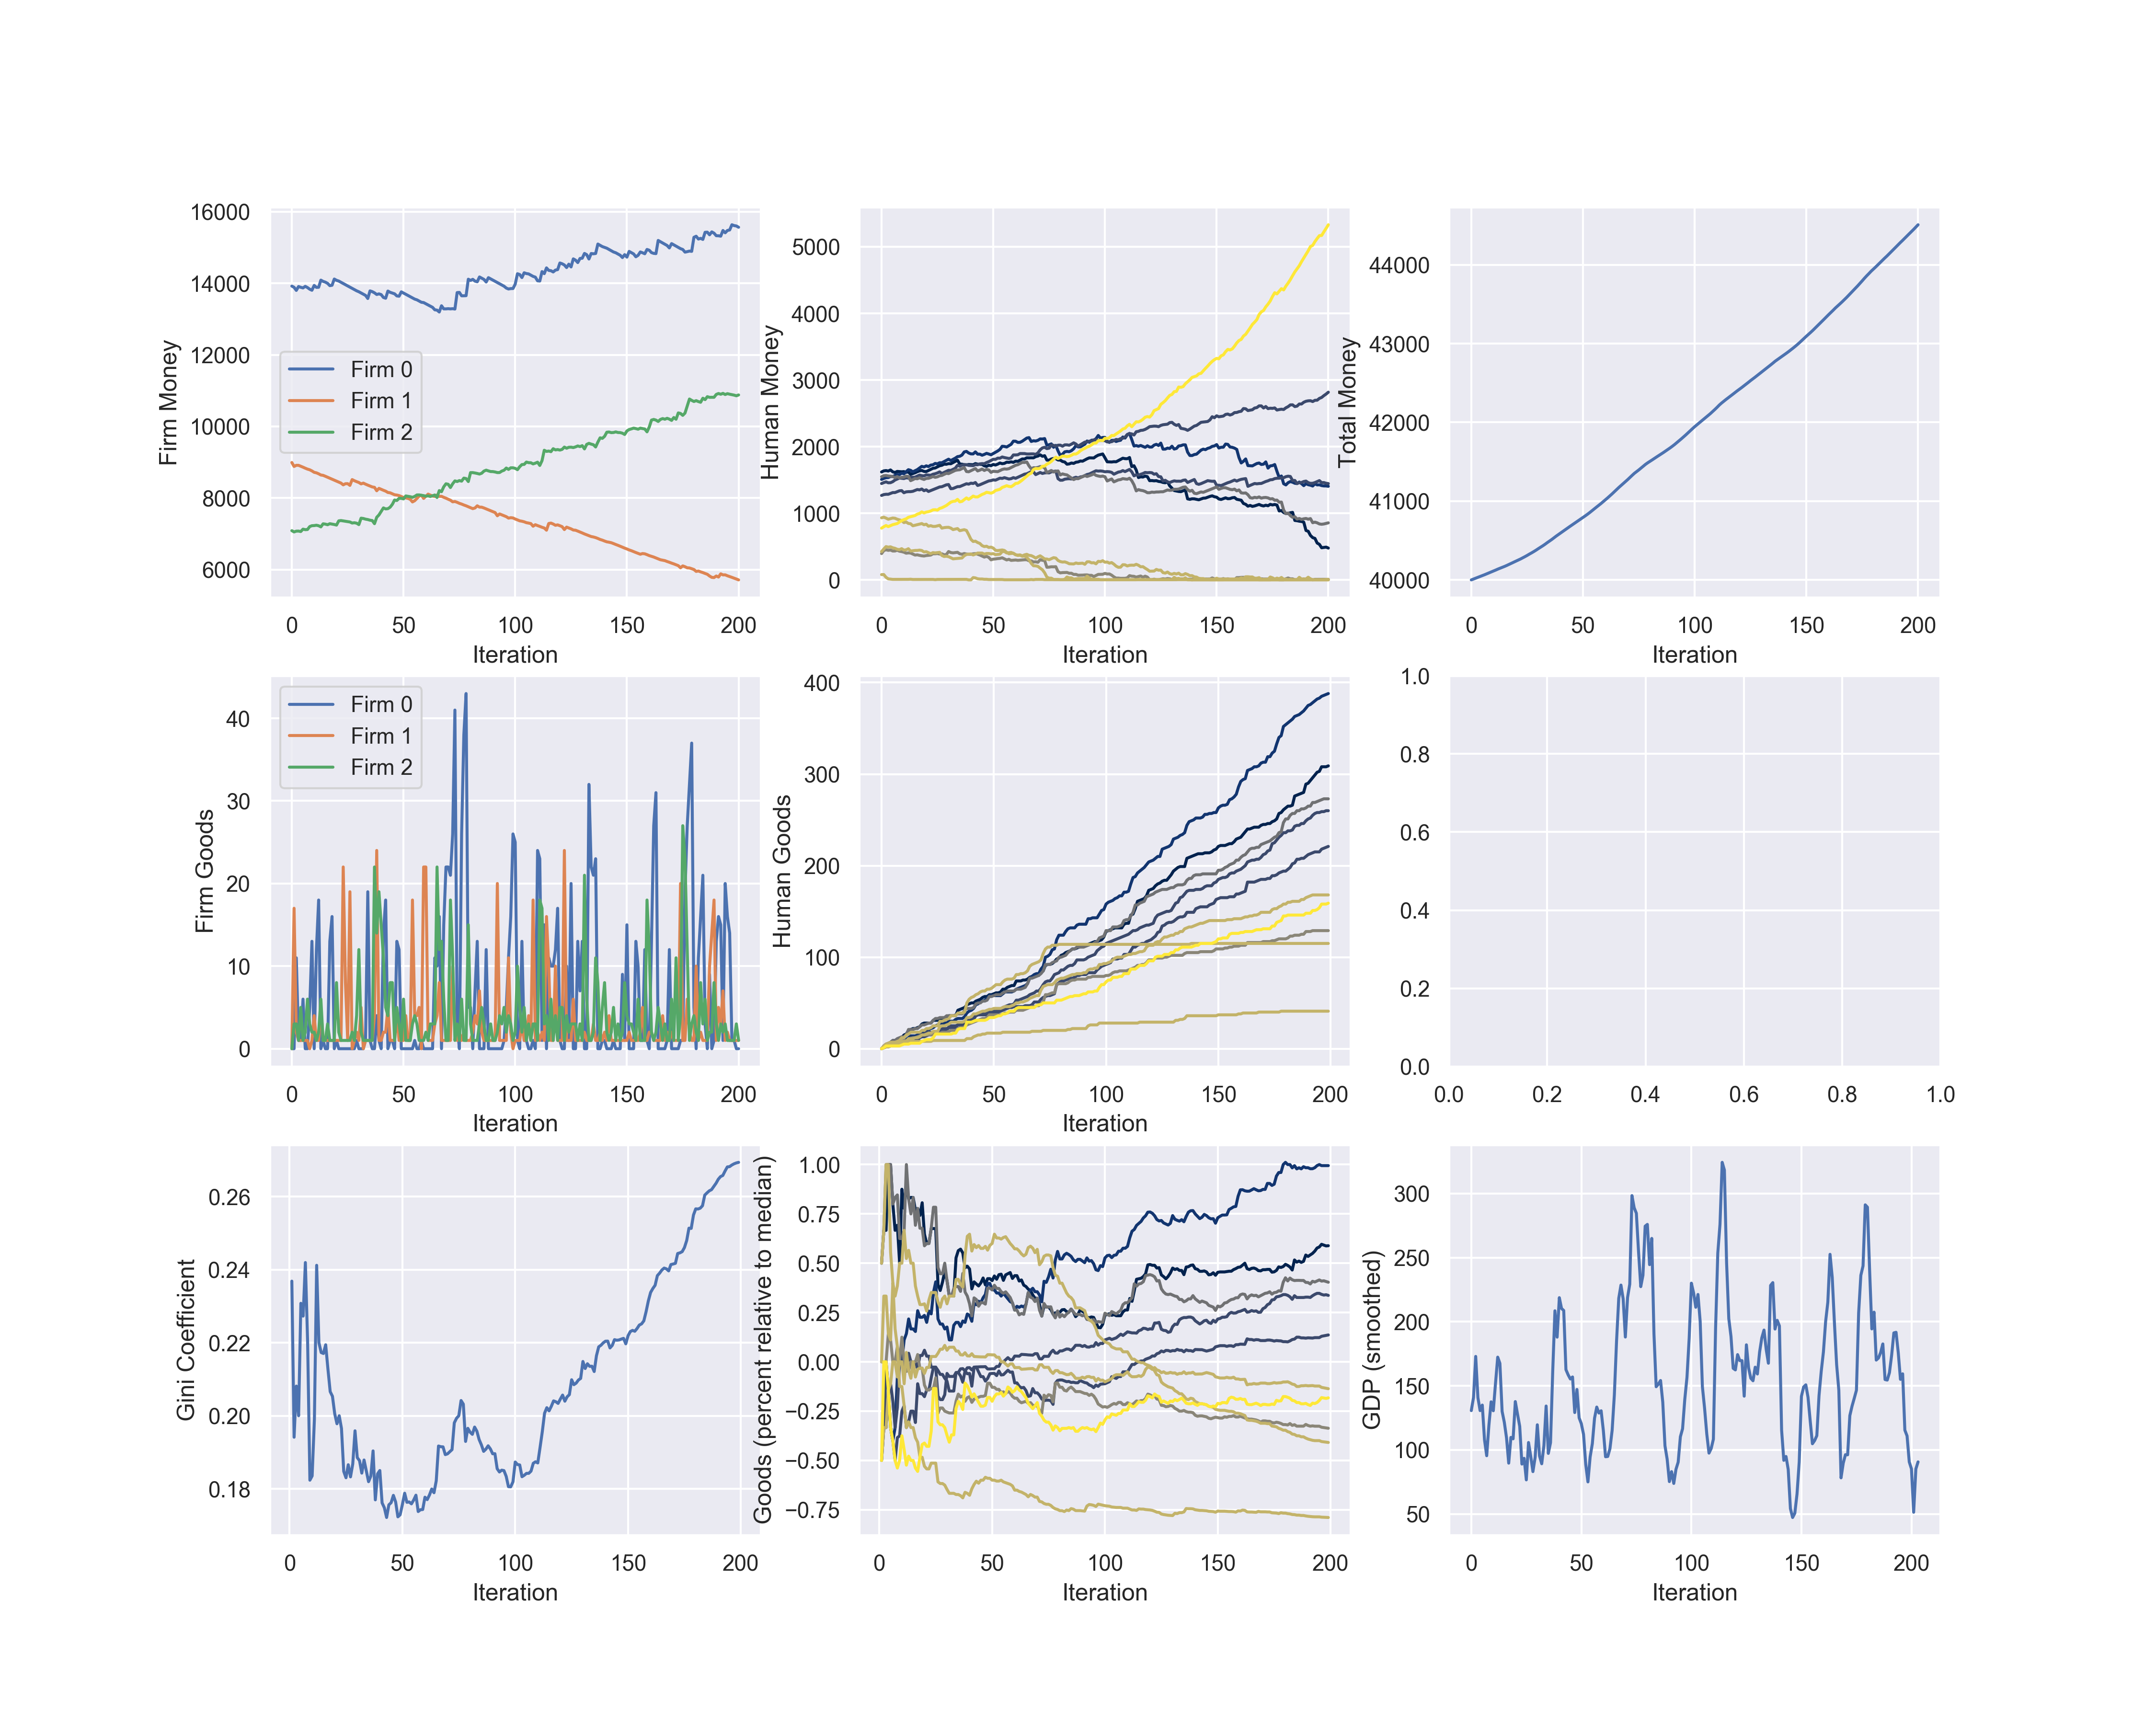 Firm Money
16000
14000
12000
10000
8000
6000
Firm 0
Firm 1
Firm 2
0 50 100 150 200
Iteration
Human Money
5000
4000
3000
2000
1000
0
0 50 100 150 200
Iteration
Total Money
44000
43000
42000
41000
40000
0 50 100 150 200
Iteration
Firm Goods
40
30
20
10
0
Firm 0
Firm 1
Firm 2
0 50 100 150 200
Iteration
Human Goods
400
300
200
100
0
0 50 100 150 200
Iteration
1.0
0.8
0.6
0.4
0.2
0.0
0.0 0.2 0.4 0.6 0.8 1.0
Gini Coefficient
0.26
0.24
0.22
0.20
0.18
0 50 100 150 200
Iteration
Goods (percent relative to median)
1.00
0.75
0.50
0.25
0.00
−0.25
−0.50
−0.75
0 50 100 150 200
Iteration
GDP (smoothed)
300
250
200
150
100
50
0 50 100 150 200
Iteration